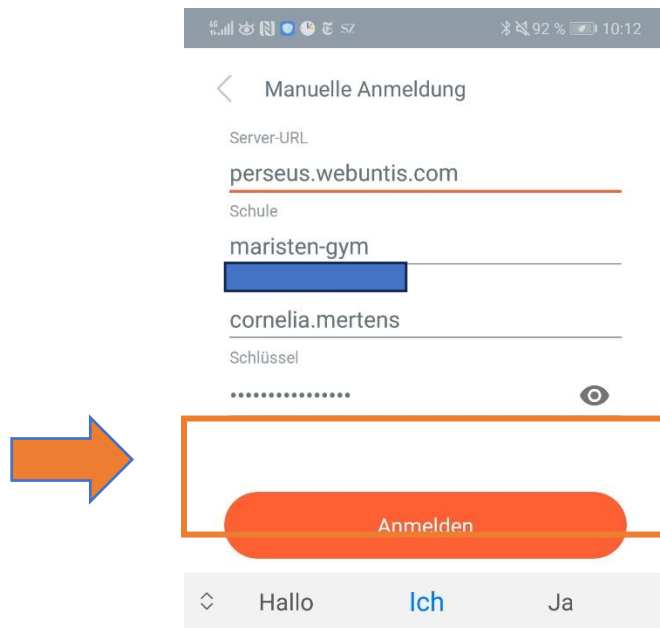 4G 92 % 10:12
Manuelle Anmeldung
Server-URL
perseus.webuntis.com
Schule
maristen-gym
cornelia.mertens
Schlüssel
••••••••••••••••
Anmelden
Hallo Ich Ja